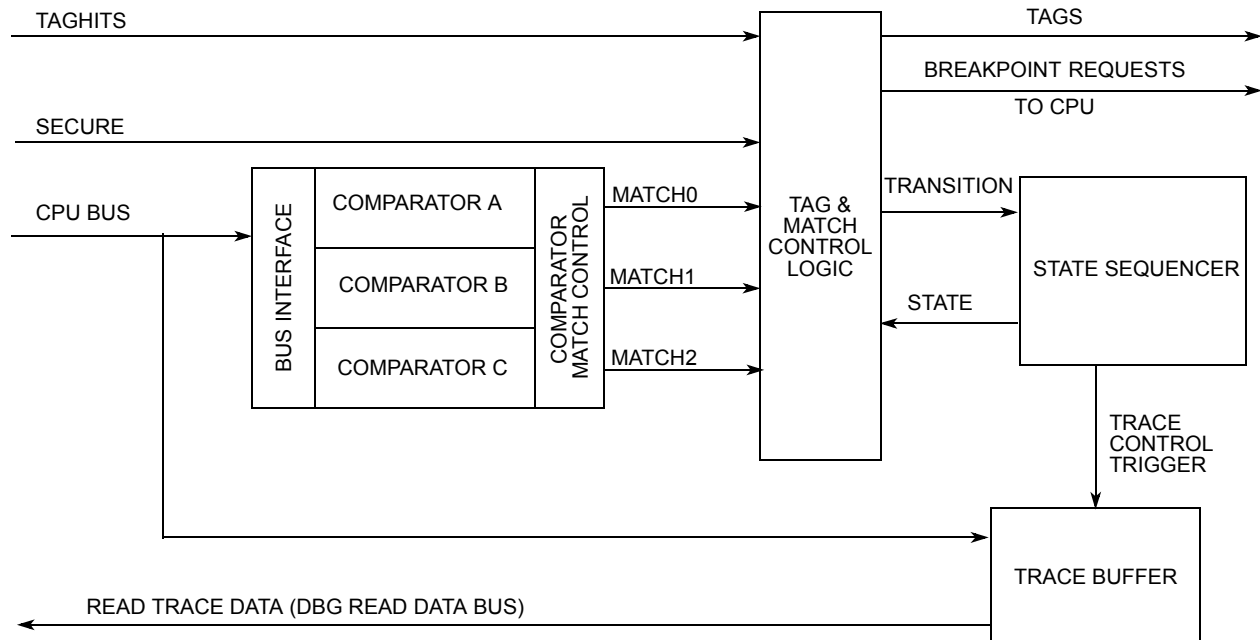 TAGHITS
TAGS
BREAKPOINT REQUESTS
TO CPU
SECURE
CPU BUS
BUS INTERFACE
COMPARATOR A
COMPARATOR B
COMPARATOR C
COMPARATOR
MATCH CONTROL
MATCH0
MATCH1
MATCH2
TAG &
MATCH
CONTROL
LOGIC
TRANSITION
STATE
STATE SEQUENCER
TRACE
CONTROL
TRIGGER
TRACE BUFFER
READ TRACE DATA (DBG READ DATA BUS)